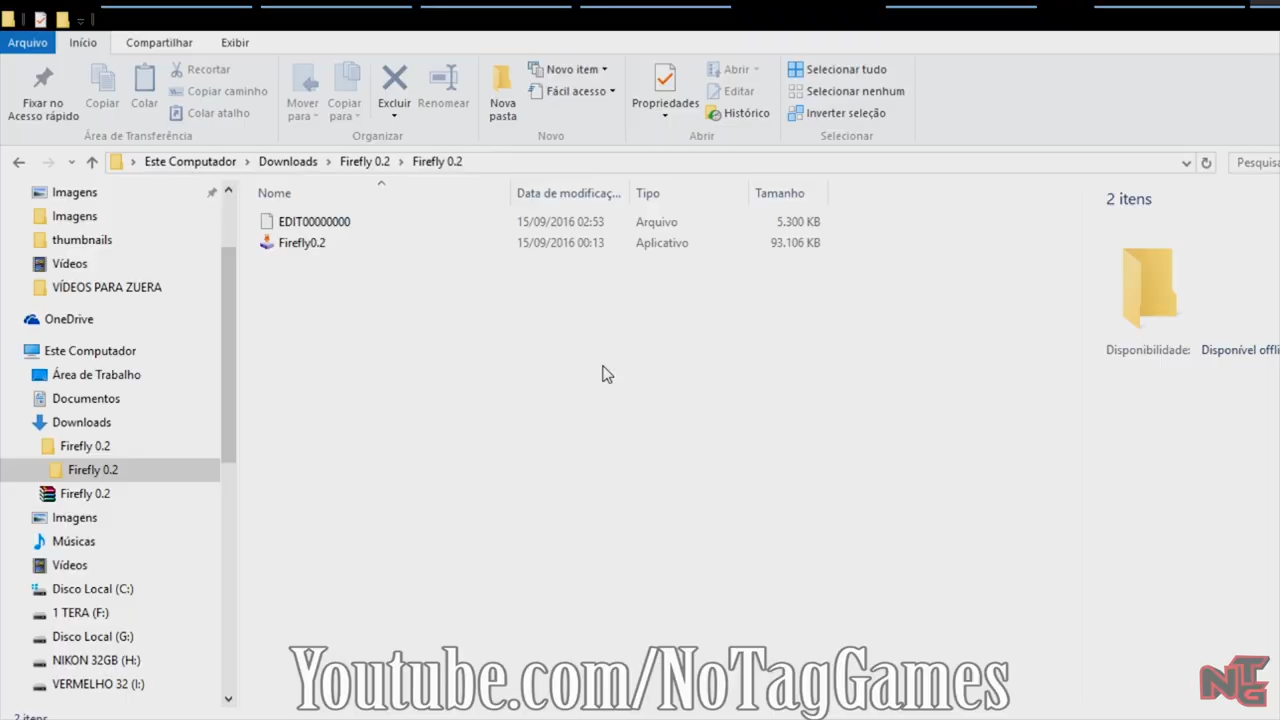 Arquivo Início Compartilhar Exibir
Fixar no Acesso rápido
Copiar
Colar
Recortar
Copiar caminho
Colar atalho
Área de Transferência
Mover para
Copiar para
Excluir
Renomear
Organizar
Nova pasta
Novo item
Fácil acesso
Novo
Propriedades
Abrir
Editar
Histórico
Abrir
Selecionar tudo
Selecionar nenhum
Inverter seleção
Selecionar
Este Computador Downloads Firefly 0.2 Firefly 0.2
Pesquisa
Imagens
Imagens
thumbnails
Vídeos
VÍDEOS PARA ZUERA
OneDrive
Este Computador
Área de Trabalho
Documentos
Downloads
Firefly 0.2
Firefly 0.2
Firefly 0.2
Imagens
Músicas
Vídeos
Disco Local (C:)
1 TERA (F:)
Disco Local (G:)
NIKON 32GB (H:)
VERMELHO 32 (I:)
Nome Data de modificaç... Tipo Tamanho
EDIT00000000 15/09/2016 02:53 Arquivo 5.300 KB
Firefly0.2 15/09/2016 00:13 Aplicativo 93.106 KB
2 itens
Disponibilidade: Disponível offli
Youtube.com/NoTagGames
NTG
2 itens